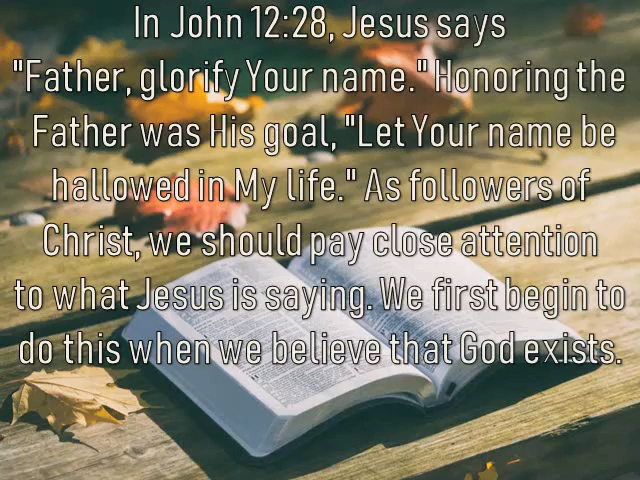 In John 12:28, Jesus says
"Father, glorify Your name." Honoring the
Father was His goal, "Let Your name be
hallowed in My life." As followers of
Christ, we should pay close attention
to what Jesus is saying. We first begin to
do this when we believe that God exists.